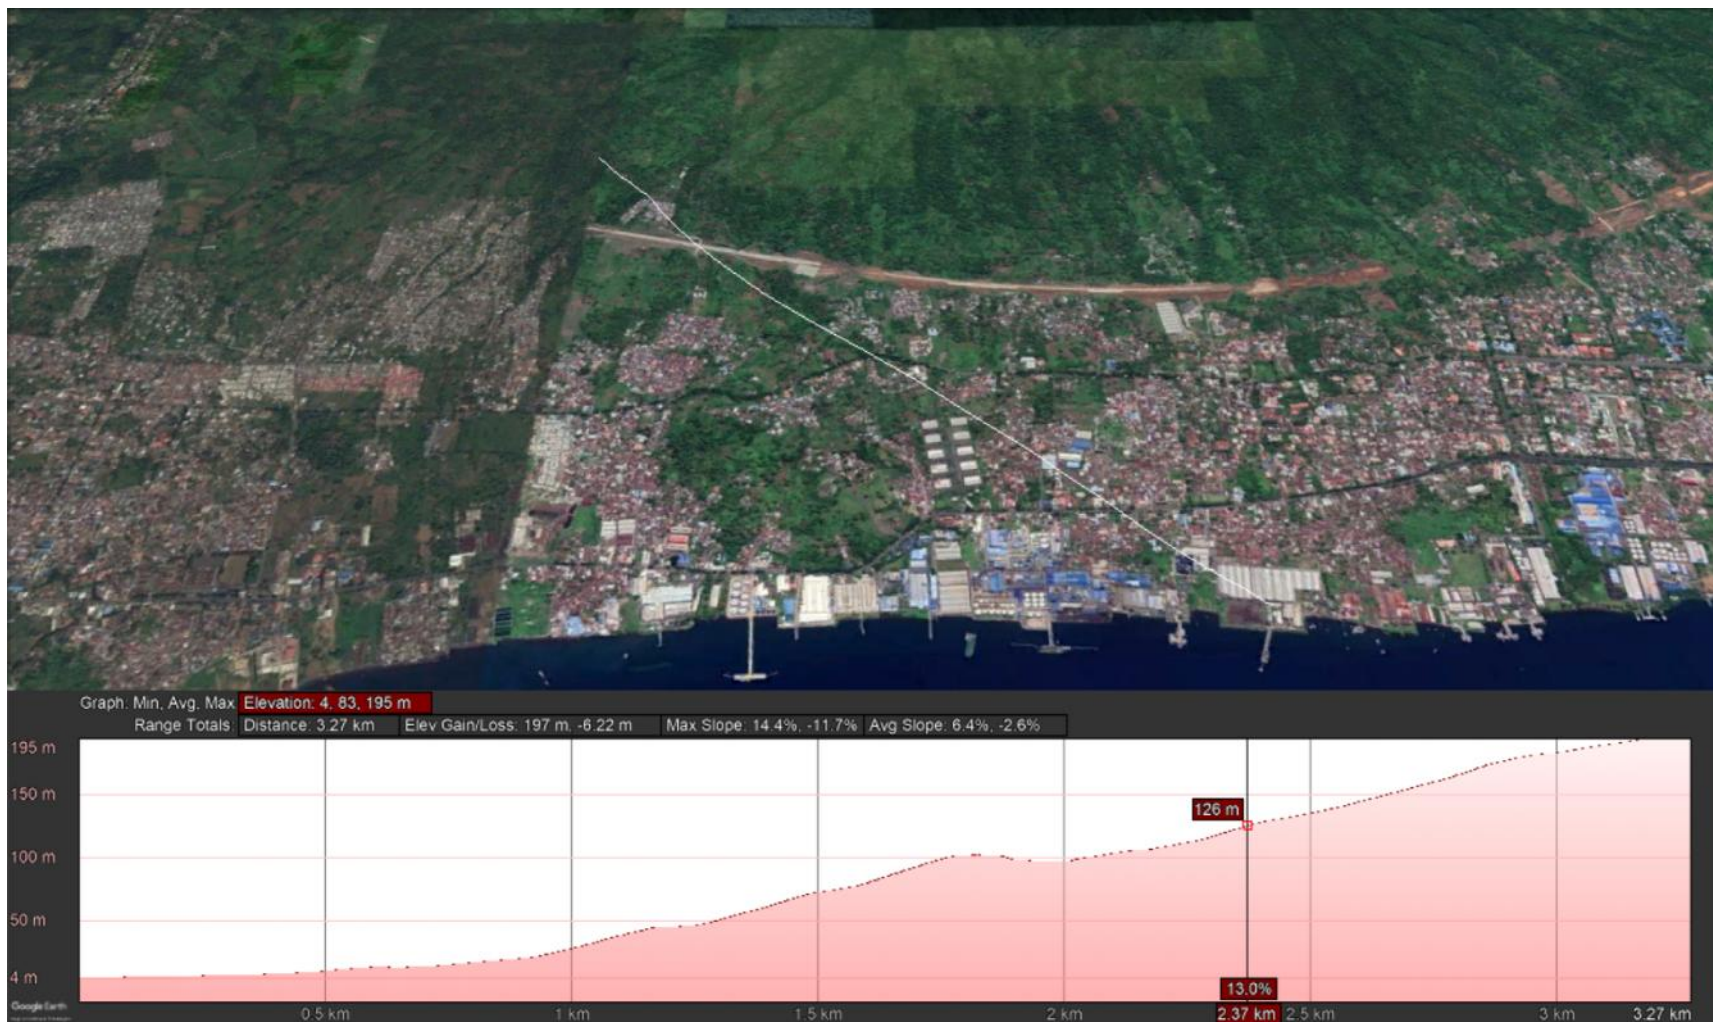 Graph: Min, Avg, Max Elevation: 4, 83, 195 m
Range Totals: Distance: 3.27 km Elev Gain/Loss: 197 m, -6.22 m Max Slope: 14.4%, -11.7% Avg Slope: 6.4%, -2.6%
195 m
150 m
126 m
100 m
50 m
4 m
13.0%
Google Earth
0.5 km 1 km 1.5 km 2 km 2.37 km 2.5 km 3 km 3.27 km